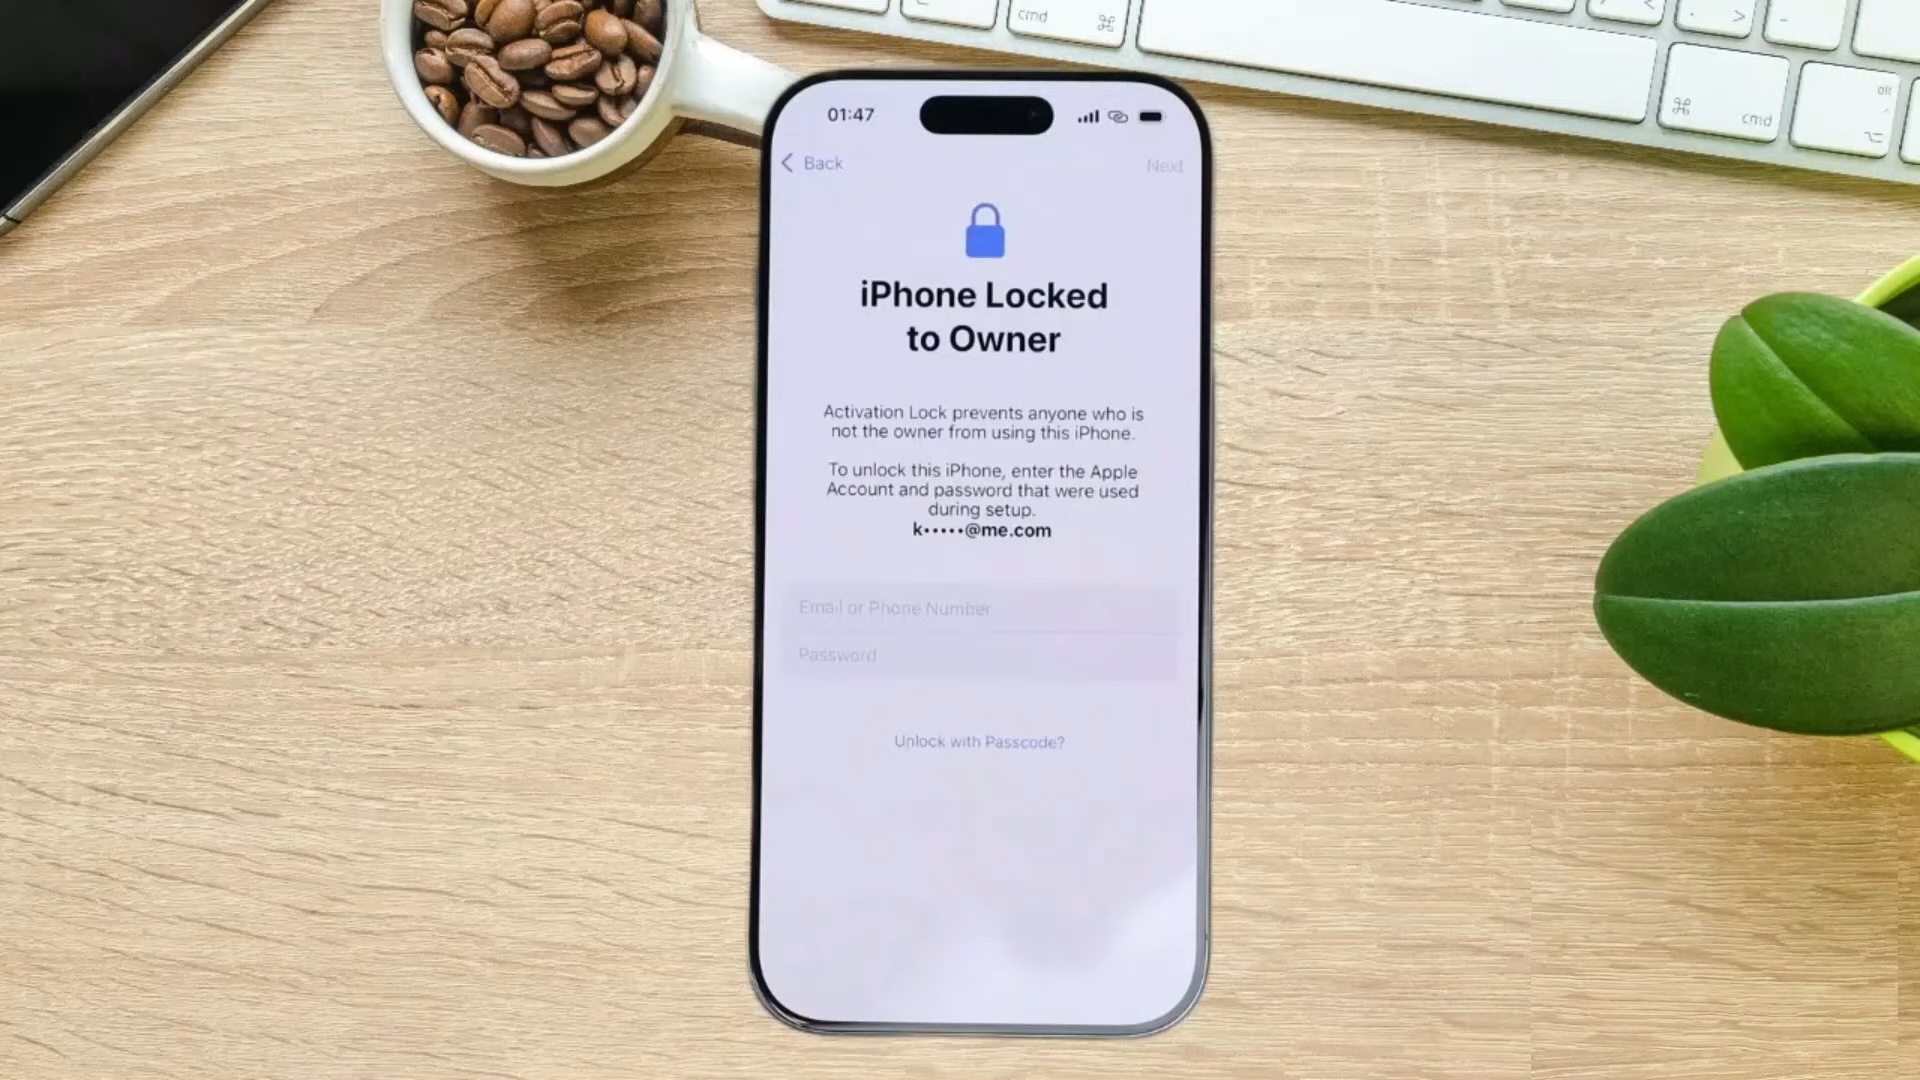 cmd ⌘
⌘ cmd
alt
⌥
01:47
Back
Next
iPhone Locked
to Owner
Activation Lock prevents anyone who is
not the owner from using this iPhone.
To unlock this iPhone, enter the Apple
Account and password that were used
during setup.
k•••••@me.com
Email or Phone Number
Password
Unlock with Passcode?